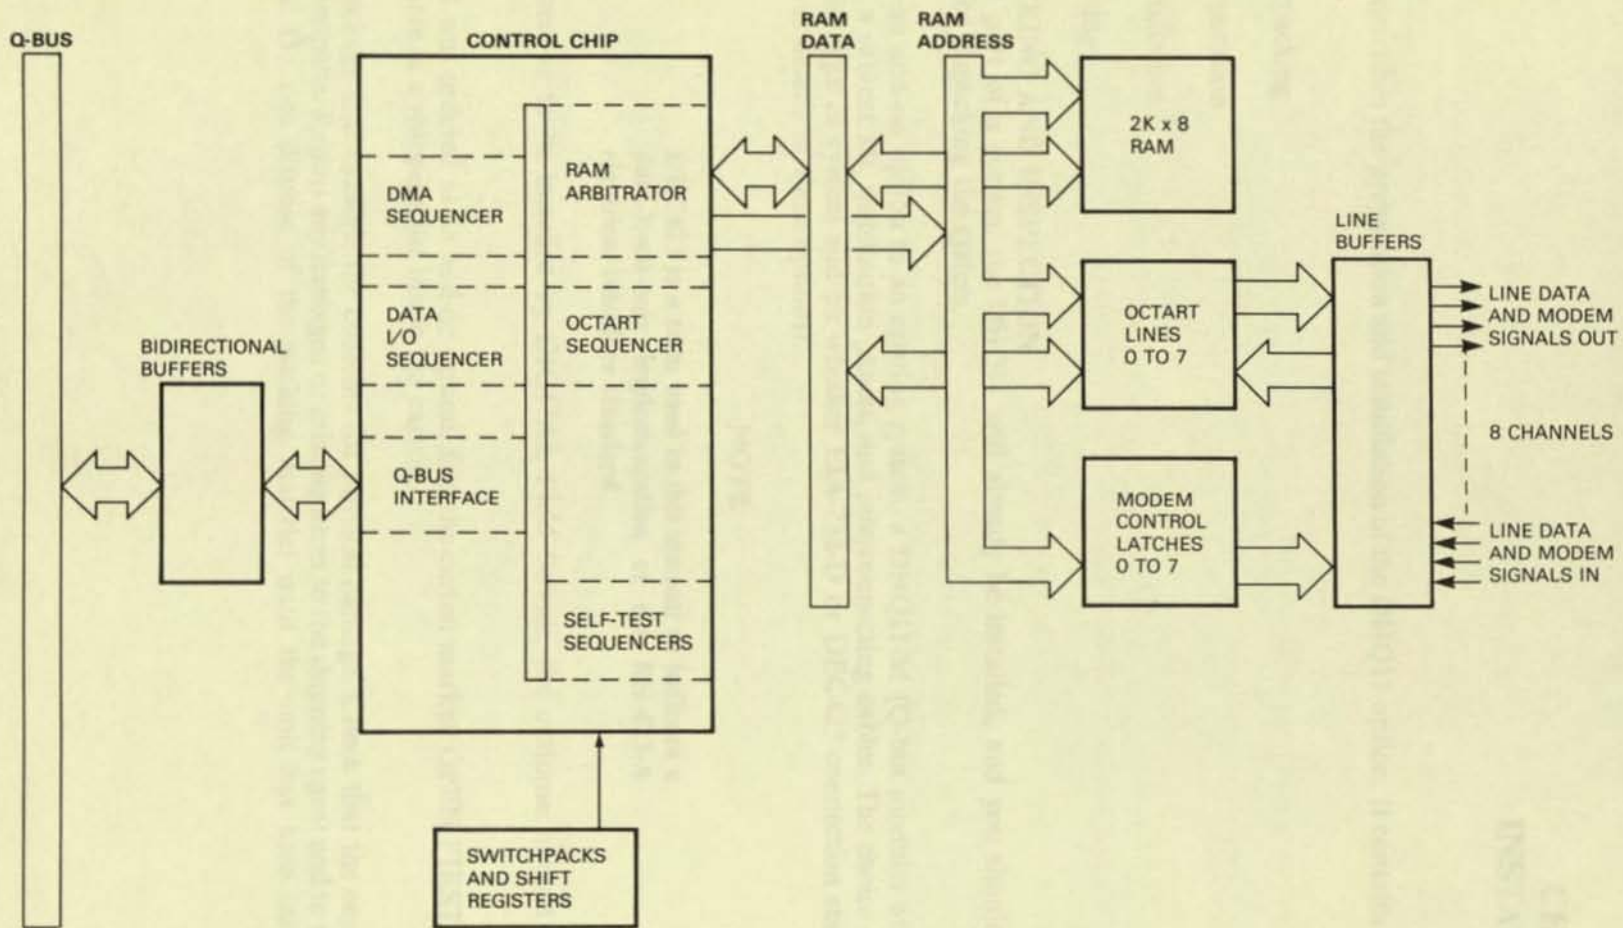 Q-BUS
BIDIRECTIONAL
BUFFERS
CONTROL CHIP
DMA
SEQUENCER
DATA
I/O
SEQUENCER
Q-BUS
INTERFACE
RAM
ARBITRATOR
OCTART
SEQUENCER
SELF-TEST
SEQUENCERS
SWITCHPACKS
AND SHIFT
REGISTERS
RAM
DATA
RAM
ADDRESS
2K x 8
RAM
OCTART
LINES
0 TO 7
MODEM
CONTROL
LATCHES
0 TO 7
LINE
BUFFERS
LINE DATA
AND MODEM
SIGNALS OUT
8 CHANNELS
LINE DATA
AND MODEM
SIGNALS IN